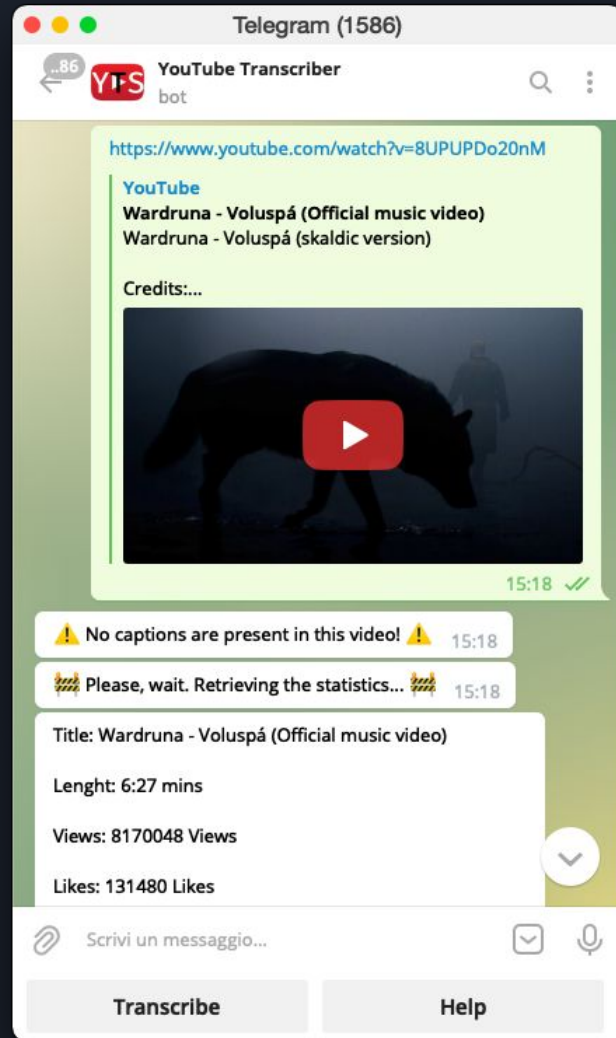 Telegram (1586)
..86
YTS
YouTube Transcriber
bot
https://www.youtube.com/watch?v=8UPUPDo20nM
YouTube
Wardruna - Voluspá (Official music video)
Wardruna - Voluspá (skaldic version)
Credits:...
15:18
⚠️ No captions are present in this video! ⚠️ 15:18
🚧 Please, wait. Retrieving the statistics... 🚧 15:18
Title: Wardruna - Voluspá (Official music video)
Lenght: 6:27 mins
Views: 8170048 Views
Likes: 131480 Likes
Scrivi un messaggio...
Transcribe Help